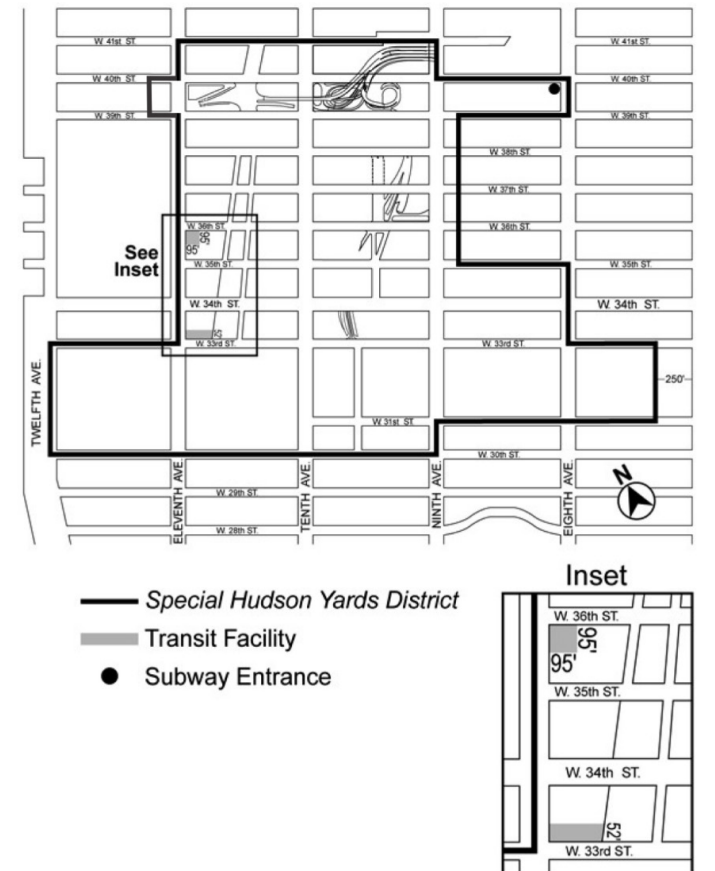 W. 41st ST.
W. 41st ST.
W. 40th ST.
W. 40th ST.
W. 39th ST.
W. 39th ST.
W. 38th ST.
W. 37th ST.
W. 36th ST.
W. 36th ST.
95'
95'
See
Inset
W. 35th ST.
W. 35th ST.
W. 34th ST.
W. 34th ST.
52'
W. 33rd ST.
W. 33rd ST.
250'
TWELFTH AVE.
W. 31st ST.
W. 30th ST.
ELEVENTH AVE.
TENTH AVE.
NINTH AVE.
EIGHTH AVE.
N
W. 29th ST.
W. 28th ST.
Special Hudson Yards District
Transit Facility
Subway Entrance
Inset
W. 36th ST.
95'
95'
W. 35th ST.
W. 34th ST.
52'
W. 33rd ST.